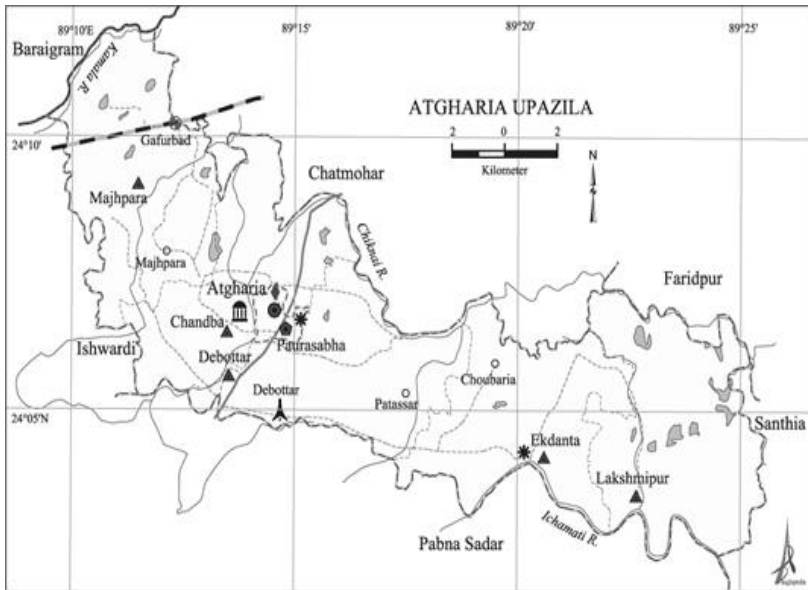 89°10'E
89°15'
89°20'
89°25'
Baraigram
Kamala R.
ATGHARIA UPAZILA
2 0 2
Kilometer
N
24°10'
Gafurbad
Chatmohar
Majhpara
Majhpara
Chiknai R.
Faridpur
Atgharia
Chandba
Paurasabha
Ishwardi
Debottar
Choubaria
Debottar
Patassar
24°05'N
Santhia
Ekdanta
Lakshmipur
Ichamati R.
Pabna Sadar